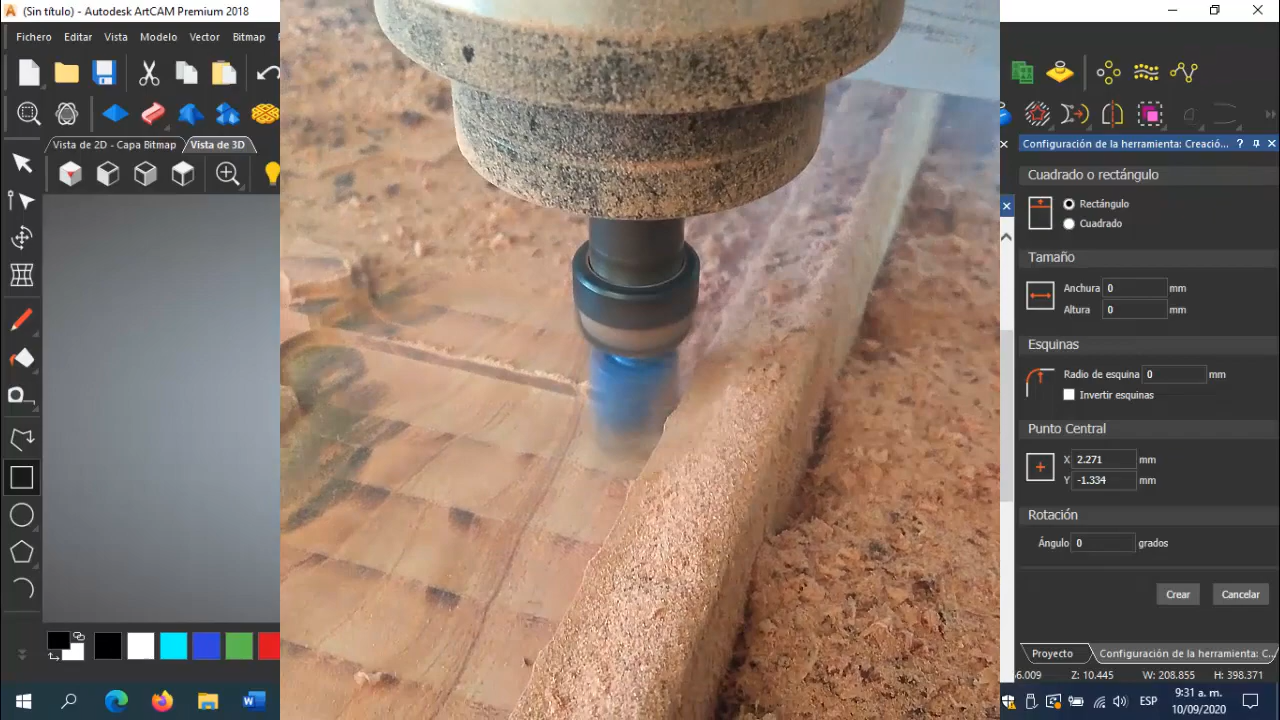 (Sin título) - Autodesk ArtCAM Premium 2018
Fichero Editar Vista Modelo Vector Bitmap
Vista de 2D - Capa Bitmap Vista de 3D
Configuración de la herramienta: Creació...
Cuadrado o rectángulo
Rectángulo
Cuadrado
Tamaño
Anchura 0 mm
Altura 0 mm
Esquinas
Radio de esquina 0 mm
Invertir esquinas
Punto Central
X 2.271 mm
Y -1.334 mm
Rotación
Ángulo 0 grados
Crear Cancelar
Proyecto Configuración de la herramienta: C...
6.009 Z: 10.445 W: 208.855 H: 398.371
ESP
9:31 a. m.
10/09/2020